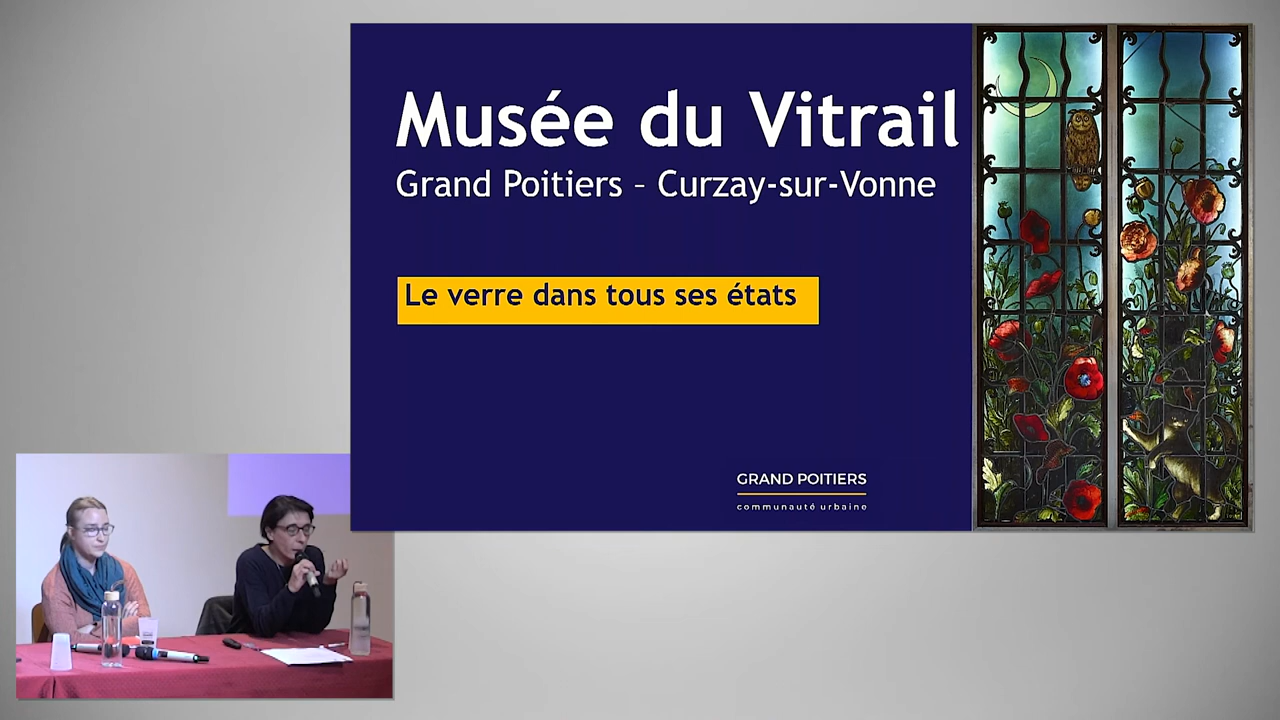 Musée du Vitrail
Grand Poitiers – Curzay-sur-Vonne
Le verre dans tous ses états
GRAND POITIERS
communauté urbaine